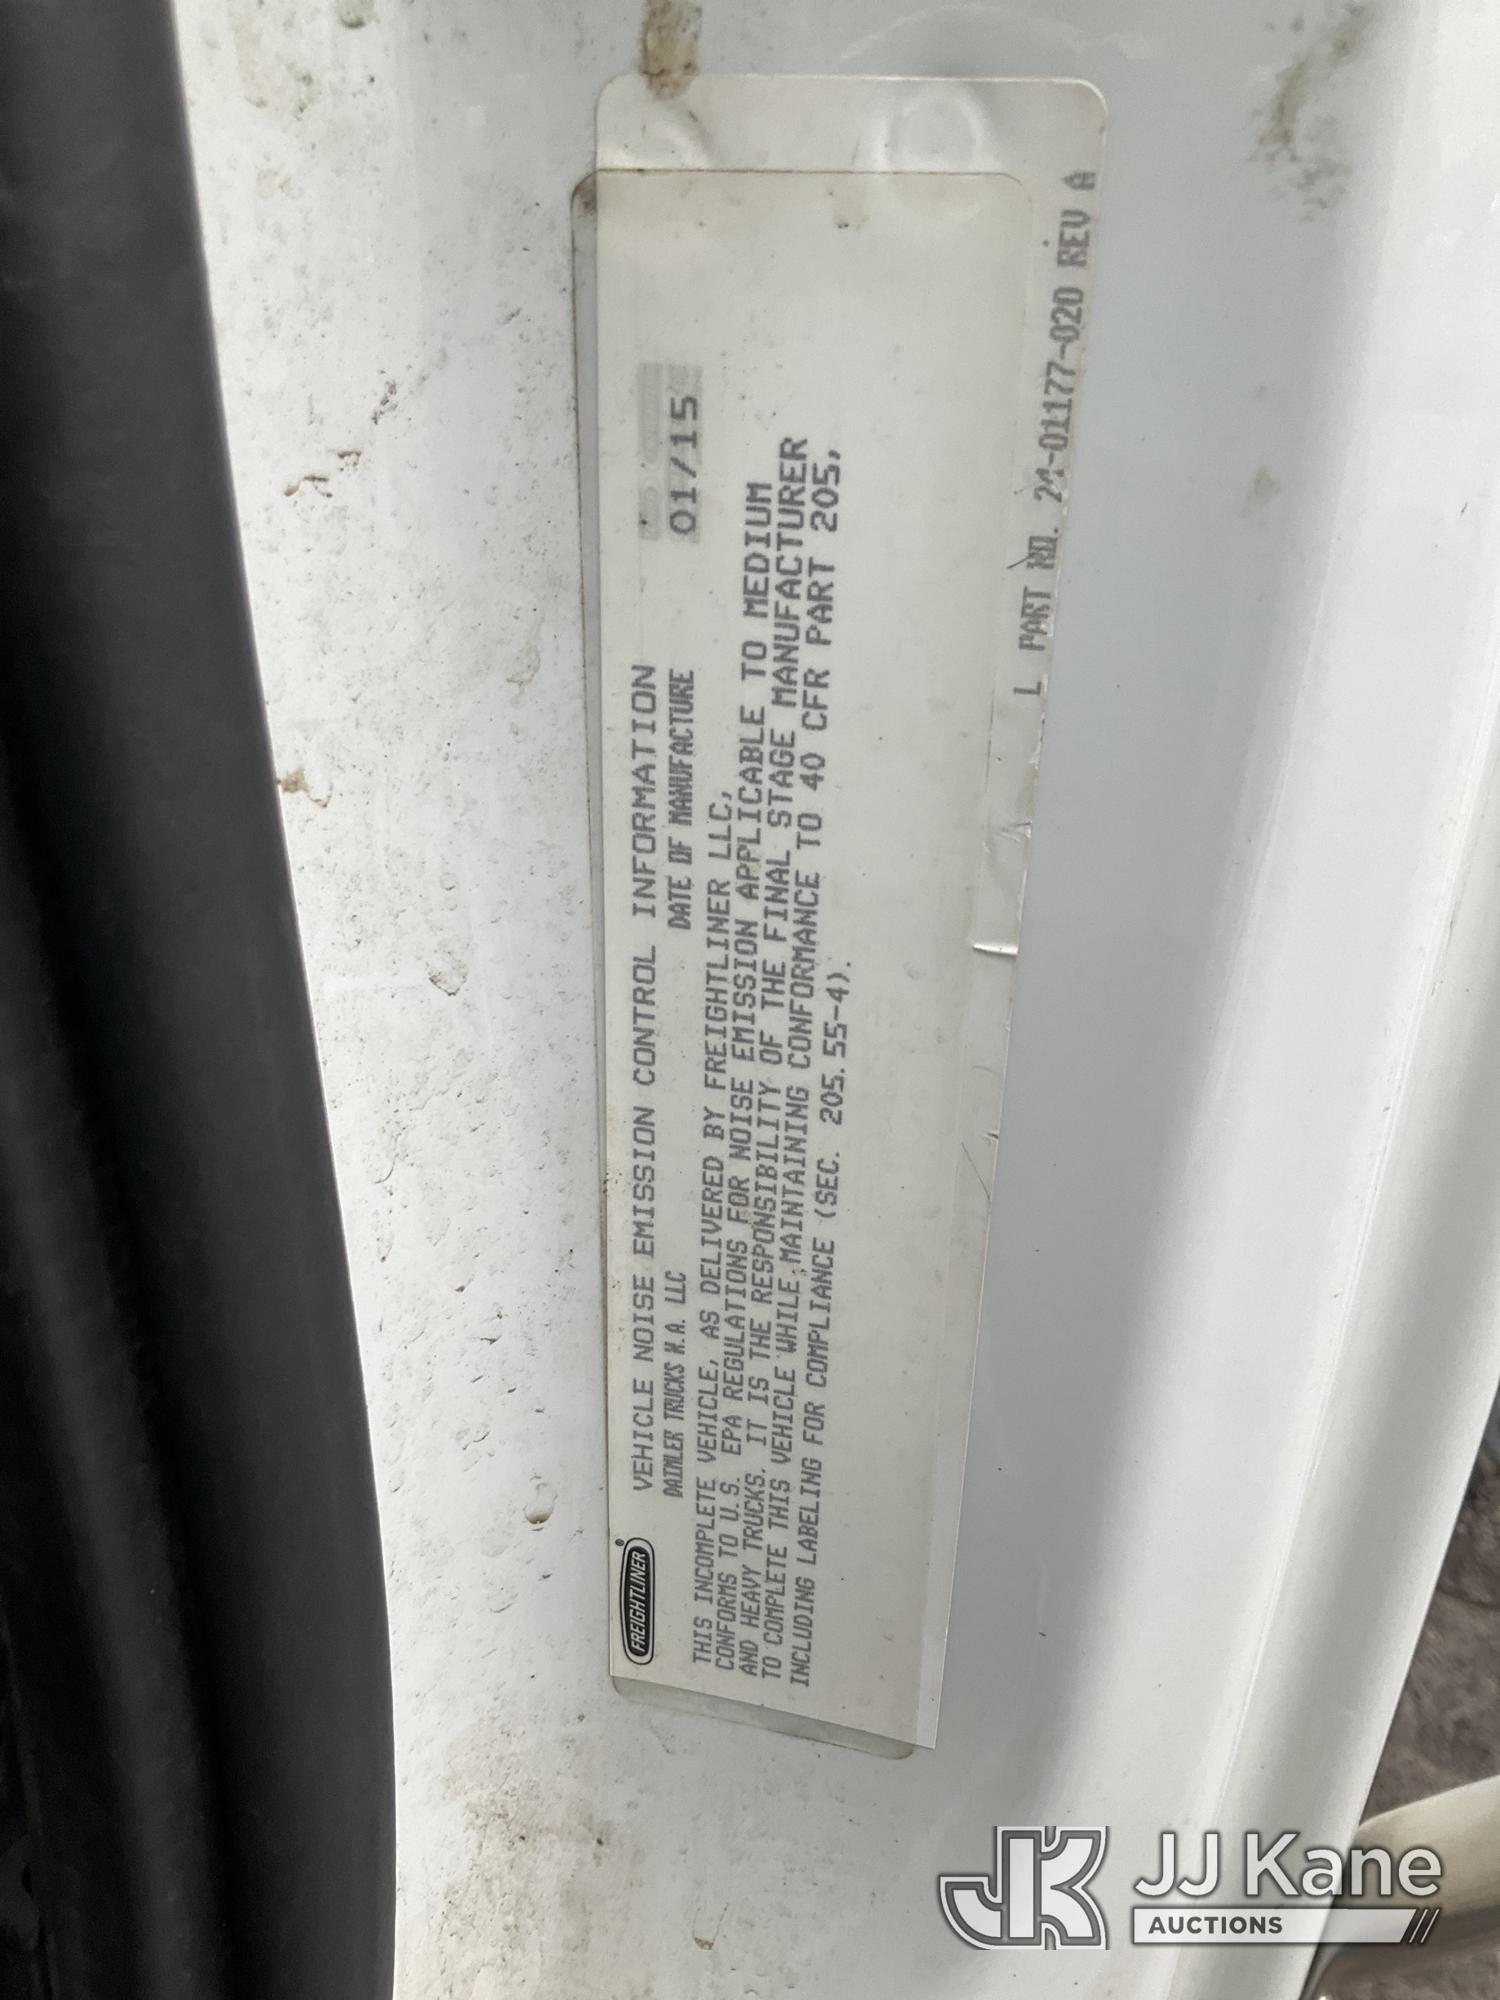 FREIGHTLINER®
VEHICLE NOISE EMISSION CONTROL INFORMATION
DAIMLER TRUCKS N.A. LLC DATE OF MANUFACTURE 01/15
THIS INCOMPLETE VEHICLE, AS DELIVERED BY FREIGHTLINER LLC,
CONFORMS TO U.S. EPA REGULATIONS FOR NOISE EMISSION APPLICABLE TO MEDIUM
AND HEAVY TRUCKS. IT IS THE RESPONSIBILITY OF THE FINAL STAGE MANUFACTURER
TO COMPLETE THIS VEHICLE WHILE MAINTAINING CONFORMANCE TO 40 CFR PART 205,
INCLUDING LABELING FOR COMPLIANCE (SEC. 205.55-4).
L PART NO. 24-01177-020 REV A
JK JJ Kane
AUCTIONS